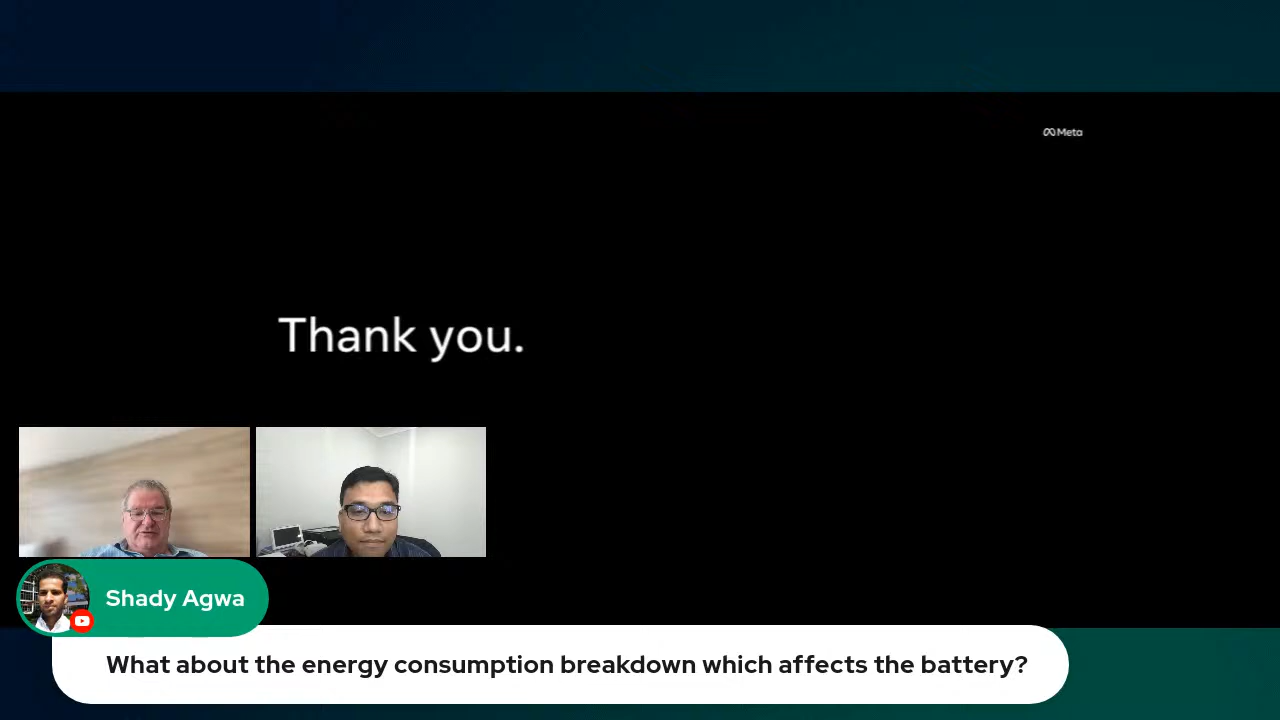 Meta
Thank you.
Shady Agwa
What about the energy consumption breakdown which affects the battery?